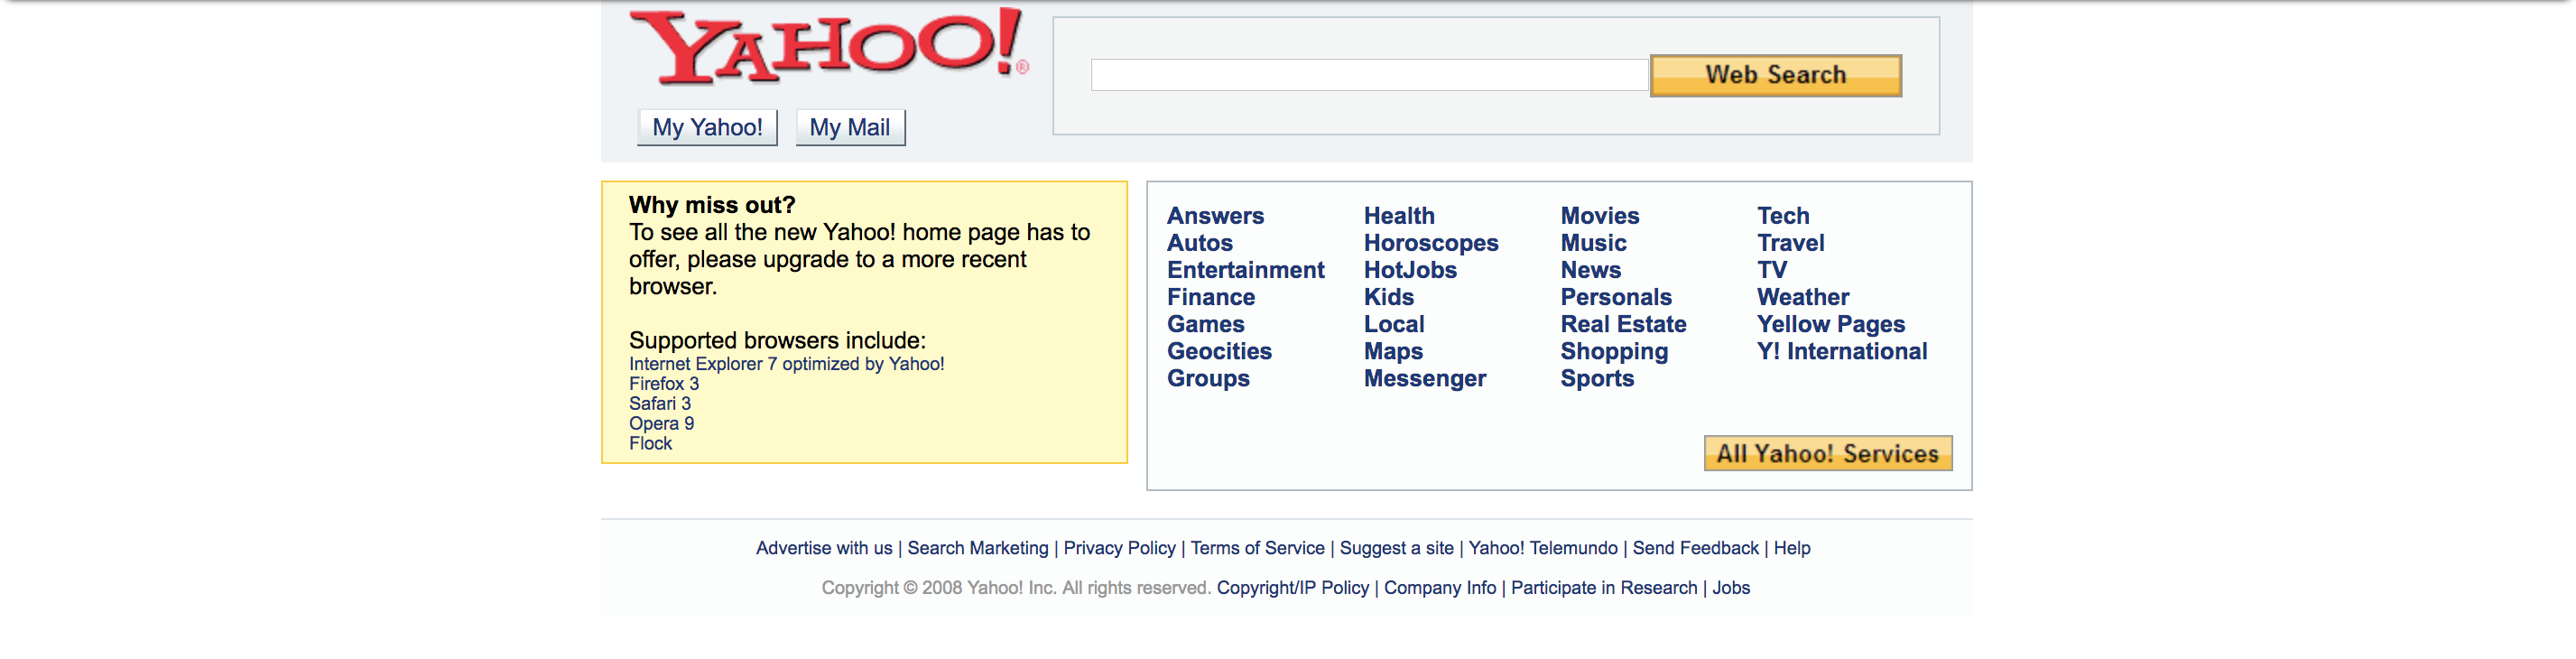 YAHOO!®
Web Search
My Yahoo! My Mail
Why miss out?
To see all the new Yahoo! home page has to
offer, please upgrade to a more recent
browser.
Supported browsers include:
Internet Explorer 7 optimized by Yahoo!
Firefox 3
Safari 3
Opera 9
Flock
Answers
Autos
Entertainment
Finance
Games
Geocities
Groups
Health
Horoscopes
HotJobs
Kids
Local
Maps
Messenger
Movies
Music
News
Personals
Real Estate
Shopping
Sports
Tech
Travel
TV
Weather
Yellow Pages
Y! International
All Yahoo! Services
Advertise with us | Search Marketing | Privacy Policy | Terms of Service | Suggest a site | Yahoo! Telemundo | Send Feedback | Help
Copyright © 2008 Yahoo! Inc. All rights reserved. Copyright/IP Policy | Company Info | Participate in Research | Jobs